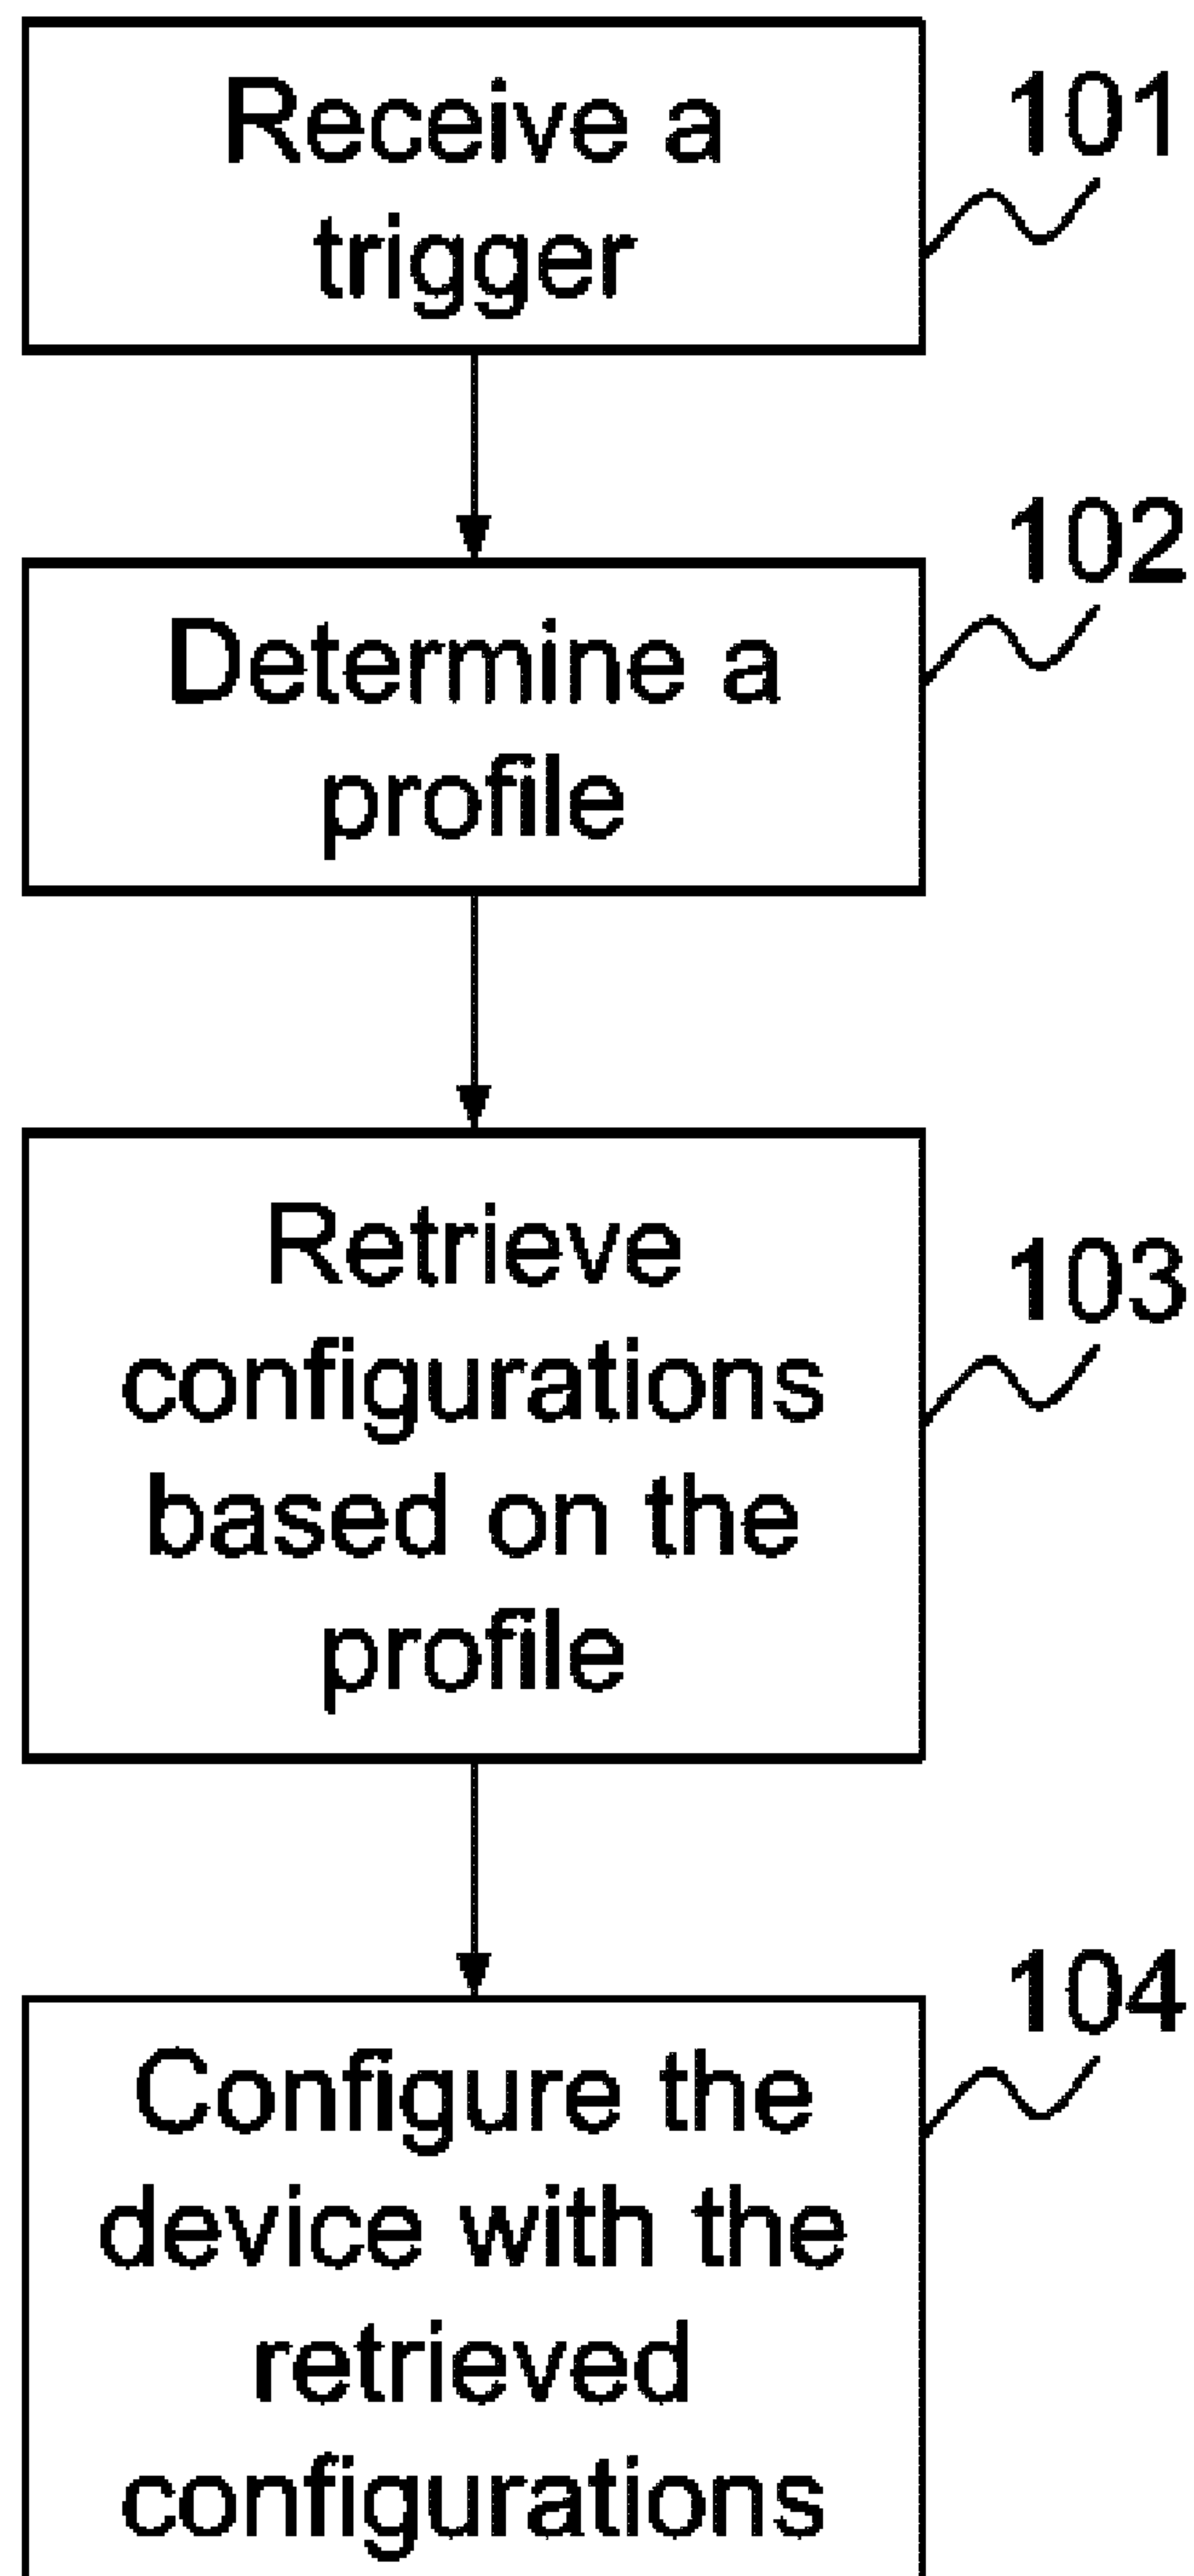 Receive a
trigger
101
Determine a
profile
102
Retrieve
configurations
based on the
profile
103
Configure the
device with the
retrieved
configurations
104